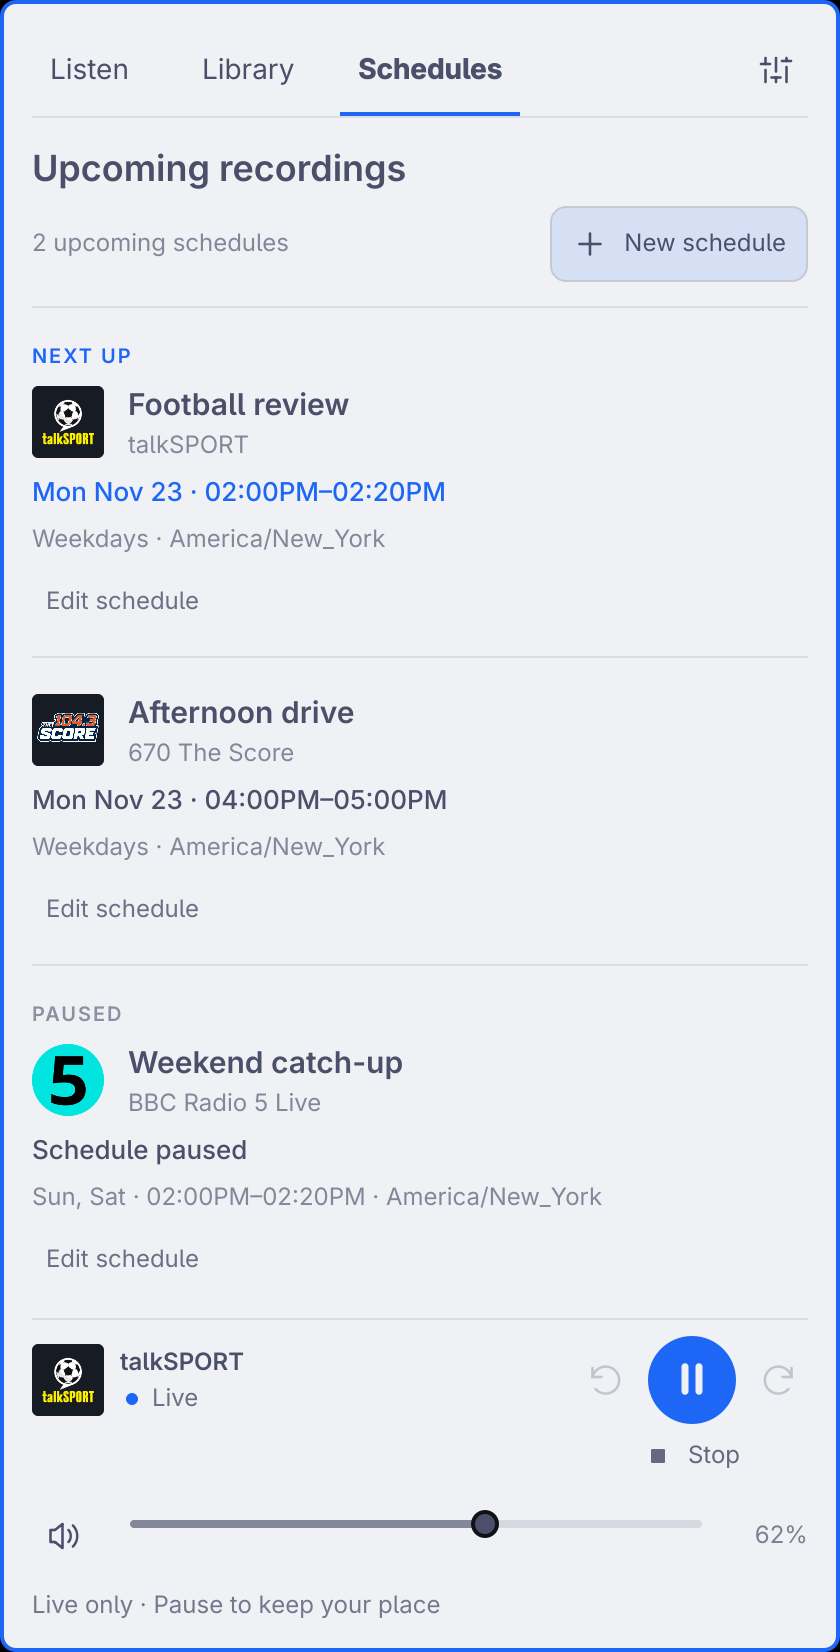 Listen Library Schedules
Upcoming recordings
2 upcoming schedules
New schedule
NEXT UP
talkSPORT
Football review
talkSPORT
Mon Nov 23 · 02:00PM–02:20PM
Weekdays · America/New_York
Edit schedule
104.3
SCORE
Afternoon drive
670 The Score
Mon Nov 23 · 04:00PM–05:00PM
Weekdays · America/New_York
Edit schedule
PAUSED
5
Weekend catch-up
BBC Radio 5 Live
Schedule paused
Sun, Sat · 02:00PM–02:20PM · America/New_York
Edit schedule
talkSPORT
talkSPORT
Live
Stop
62%
Live only · Pause to keep your place